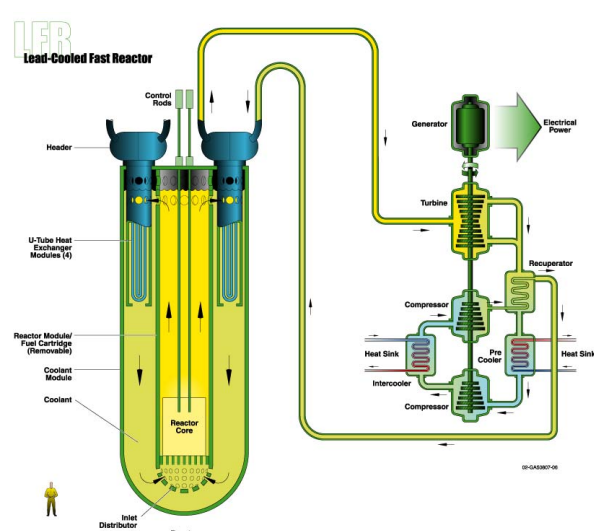 LFR
Lead-Cooled Fast Reactor
Control
Rods
Header
U-Tube Heat
Exchanger
Modules (4)
Reactor Module/
Fuel Cartridge
(Removable)
Coolant
Module
Coolant
Reactor
Core
Inlet
Distributor
Generator
Electrical
Power
Turbine
Recuperator
Compressor
Heat Sink
Pre
Cooler
Heat Sink
Intercooler
Compressor
02-GA50807-08